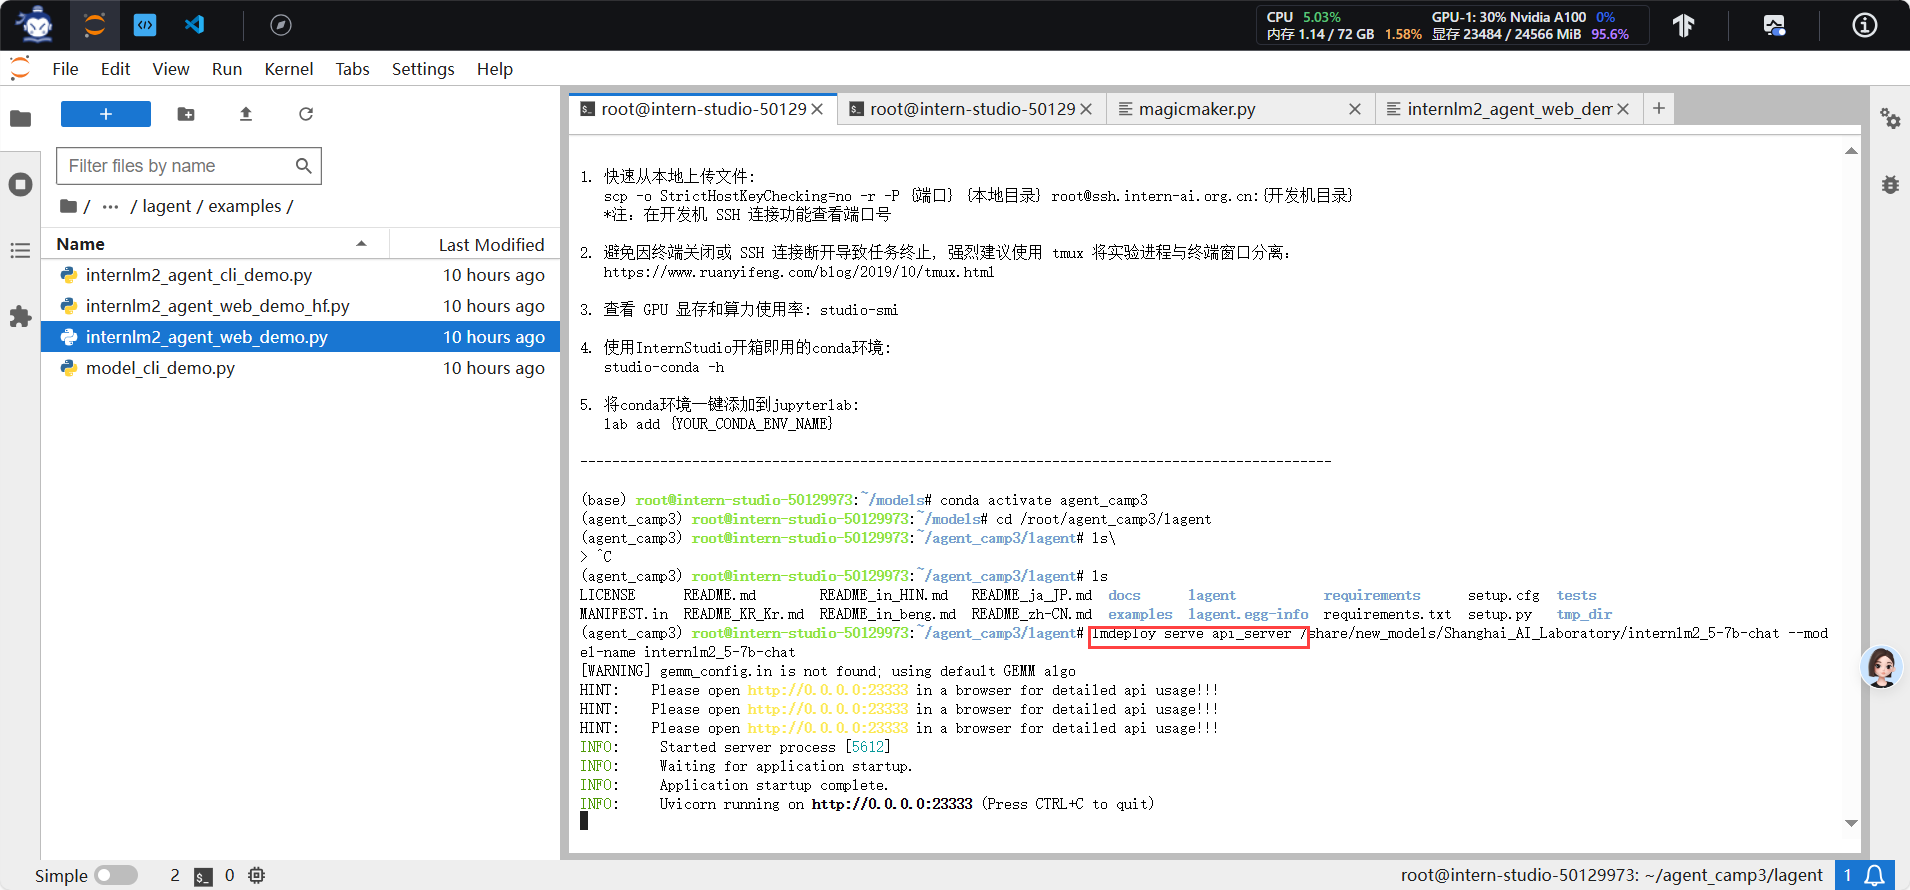 CPU 5.03% GPU-1: 30% Nvidia A100 0%
内存 1.14 / 72 GB 1.58% 显存 23484 / 24566 MiB 95.6%
File Edit View Run Kernel Tabs Settings Help
root@intern-studio-50129 root@intern-studio-50129 magicmaker.py internlm2_agent_web_dem
Filter files by name
/ ··· / lagent / examples /
Name Last Modified
internlm2_agent_cli_demo.py 10 hours ago
internlm2_agent_web_demo_hf.py 10 hours ago
internlm2_agent_web_demo.py 10 hours ago
model_cli_demo.py 10 hours ago
1. 快速从本地上传文件:
scp -o StrictHostKeyChecking=no -r -P {端口} {本地目录} root@ssh.intern-ai.org.cn:{开发机目录}
*注: 在开发机 SSH 连接功能查看端口号
2. 避免因终端关闭或 SSH 连接断开导致任务终止, 强烈建议使用 tmux 将实验进程与终端窗口分离:
https://www.ruanyifeng.com/blog/2019/10/tmux.html
3. 查看 GPU 显存和算力使用率: studio-smi
4. 使用InternStudio开箱即用的conda环境:
studio-conda -h
5. 将conda环境一键添加到jupyterlab:
lab add {YOUR_CONDA_ENV_NAME}
----------------------------------------------------------------------------------------------
(base) root@intern-studio-50129973:~/models# conda activate agent_camp3
(agent_camp3) root@intern-studio-50129973:~/models# cd /root/agent_camp3/lagent
(agent_camp3) root@intern-studio-50129973:~/agent_camp3/lagent# ls\
> ^C
(agent_camp3) root@intern-studio-50129973:~/agent_camp3/lagent# ls
LICENSE README.md README_in_HIN.md README_ja_JP.md docs lagent requirements setup.cfg tests
MANIFEST.in README_KR_Kr.md README_in_beng.md README_zh-CN.md examples lagent.egg-info requirements.txt setup.py tmp_dir
(agent_camp3) root@intern-studio-50129973:~/agent_camp3/lagent# lmdeploy serve api_server /share/new_models/Shanghai_AI_Laboratory/internlm2_5-7b-chat --mod
el-name internlm2_5-7b-chat
[WARNING] gemm_config.in is not found; using default GEMM algo
HINT: Please open http://0.0.0.0:23333 in a browser for detailed api usage!!!
HINT: Please open http://0.0.0.0:23333 in a browser for detailed api usage!!!
HINT: Please open http://0.0.0.0:23333 in a browser for detailed api usage!!!
INFO: Started server process [5612]
INFO: Waiting for application startup.
INFO: Application startup complete.
INFO: Uvicorn running on http://0.0.0.0:23333 (Press CTRL+C to quit)
Simple 2 0 root@intern-studio-50129973: ~/agent_camp3/lagent 1